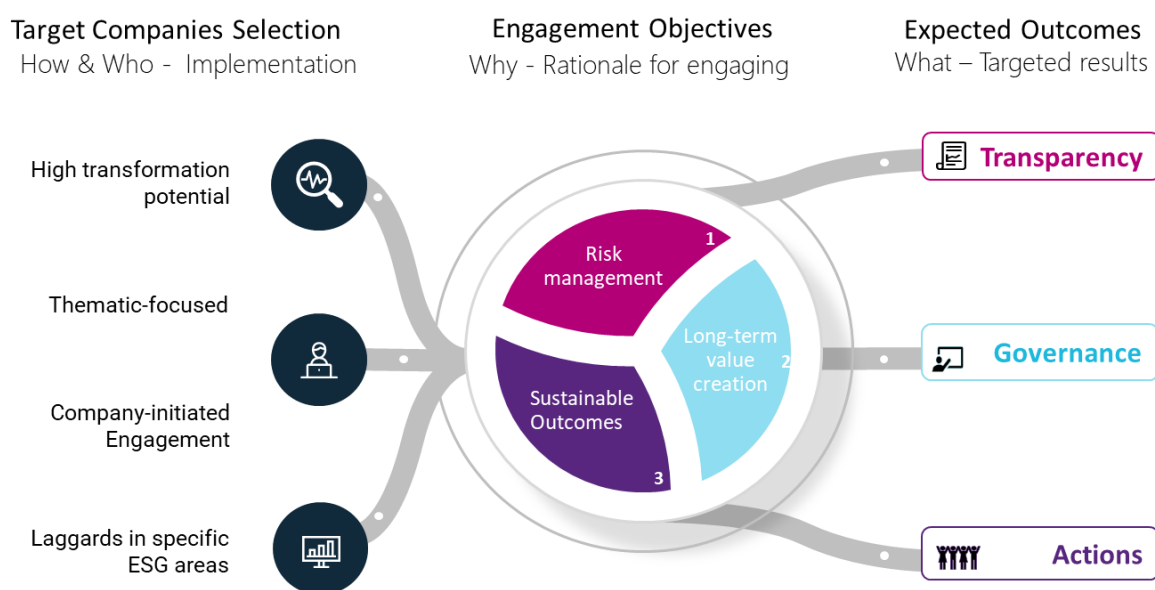 Target Companies Selection
How & Who - Implementation
High transformation
potential
Thematic-focused
Company-initiated
Engagement
Laggards in specific
ESG areas
Engagement Objectives
Why - Rationale for engaging
Risk
management
1
Long-term
value
creation
2
Sustainable
Outcomes
3
Expected Outcomes
What – Targeted results
Transparency
Governance
Actions